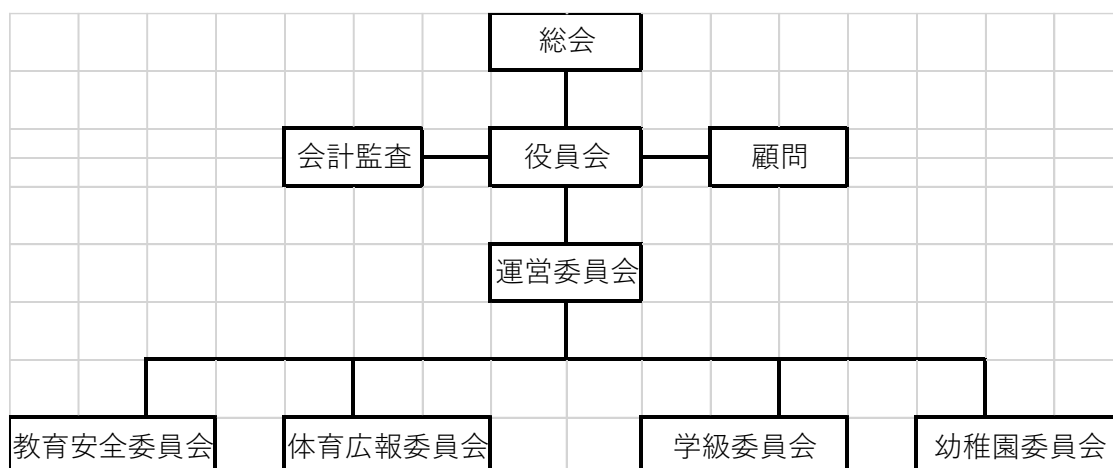 総会
会計監査
役員会
顧問
運営委員会
教育安全委員会
体育広報委員会
学級委員会
幼稚園委員会